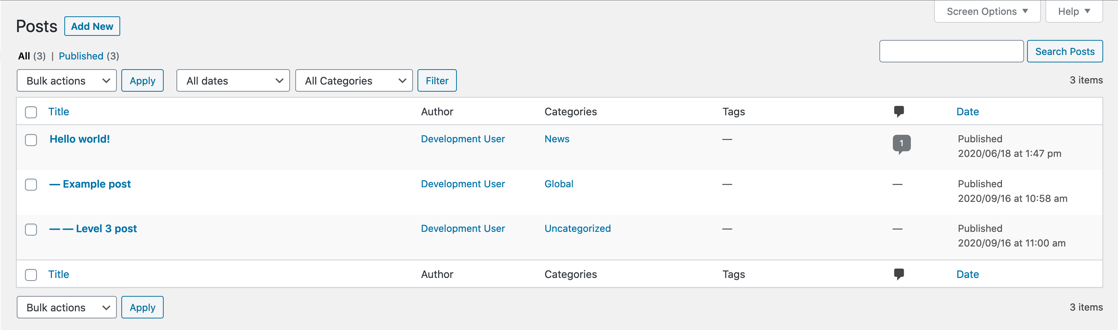 Screen Options ▼ Help ▼
Posts Add New
All (3) | Published (3)
Search Posts
Bulk actions Apply All dates All Categories Filter
3 items
Title Author Categories Tags Date
Hello world! Development User News — 1 Published
2020/06/18 at 1:47 pm
— Example post Development User Global — — Published
2020/09/16 at 10:58 am
— — Level 3 post Development User Uncategorized — — Published
2020/09/16 at 11:00 am
Title Author Categories Tags Date
Bulk actions Apply 3 items